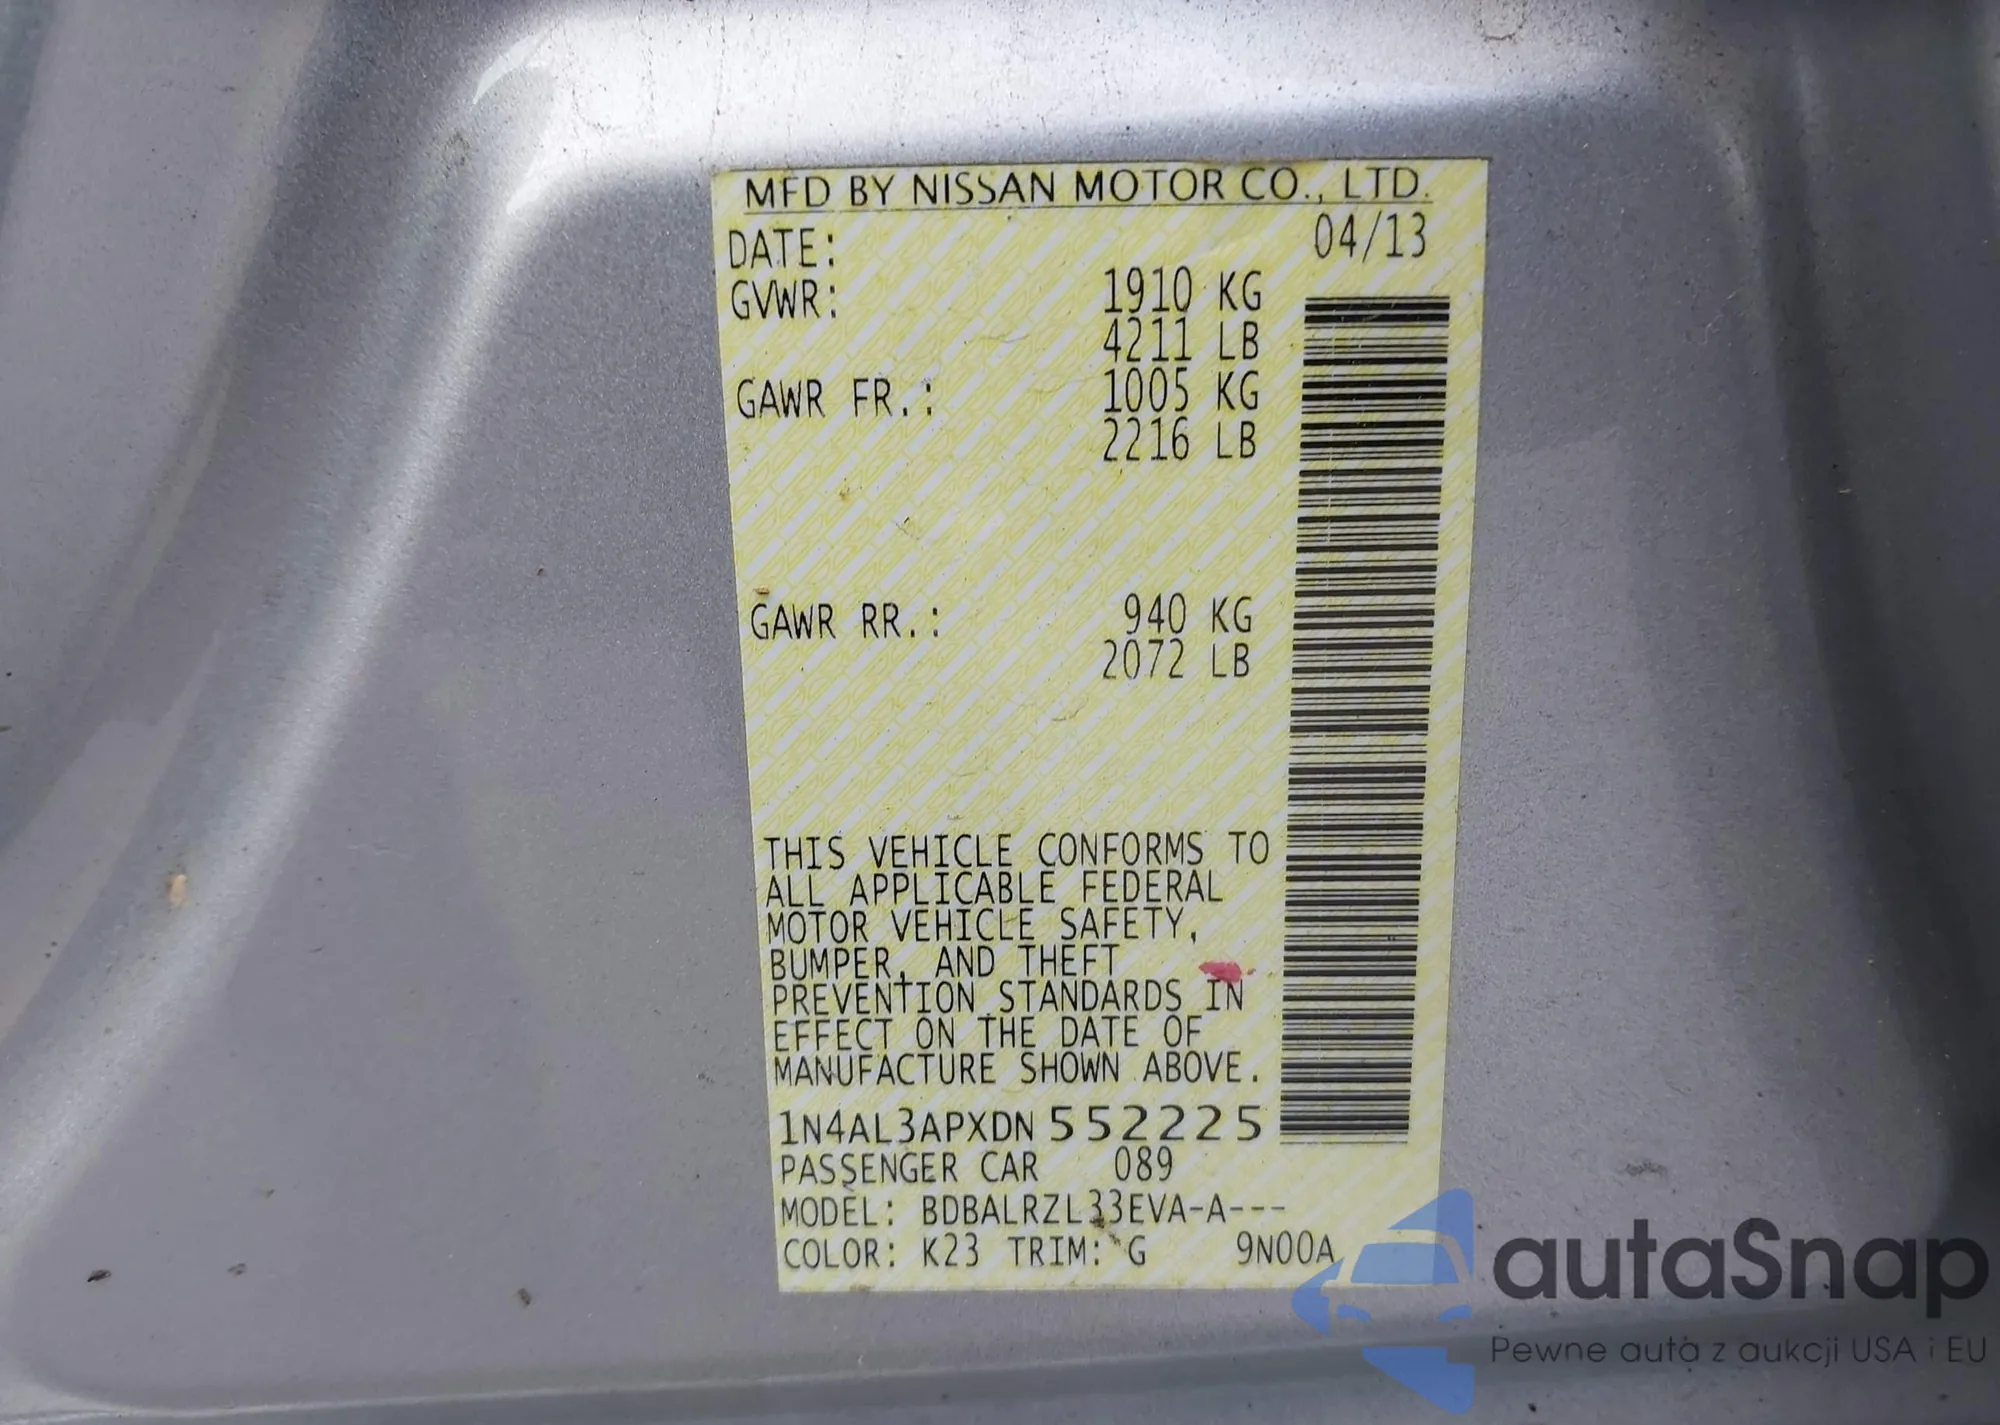 MFD BY NISSAN MOTOR CO., LTD.
DATE: 04/13
GVWR: 1910 KG
4211 LB
GAWR FR.: 1005 KG
2216 LB
GAWR RR.: 940 KG
2072 LB
THIS VEHICLE CONFORMS TO
ALL APPLICABLE FEDERAL
MOTOR VEHICLE SAFETY,
BUMPER, AND THEFT
PREVENTION STANDARDS IN
EFFECT ON THE DATE OF
MANUFACTURE SHOWN ABOVE.
1N4AL3APXDN552225
PASSENGER CAR 089
MODEL: BDBALRZL33EVA-A---
COLOR: K23 TRIM: G 9N00A
autaSnap
Pewne auta z aukcji USA i EU